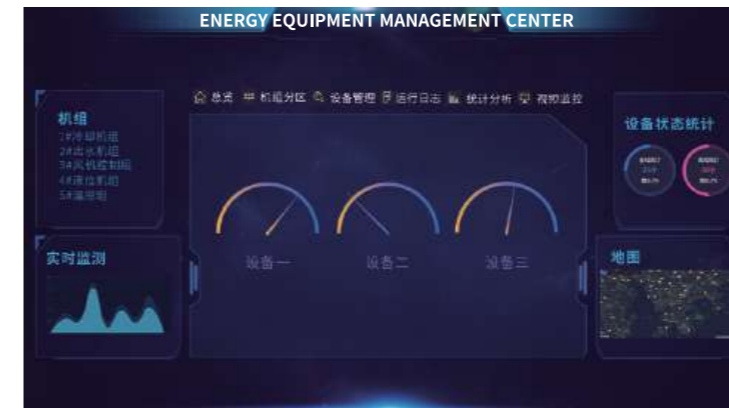 ENERGY EQUIPMENT MANAGEMENT CENTER
总览 机组分区 设备管理 运行日志 统计分析 视频监控
机组
1#冷却机组
2#出水机组
3#风机控制组
4#液位机组
5#温控组
设备状态统计
实时监测
设备一 设备二 设备三
地图